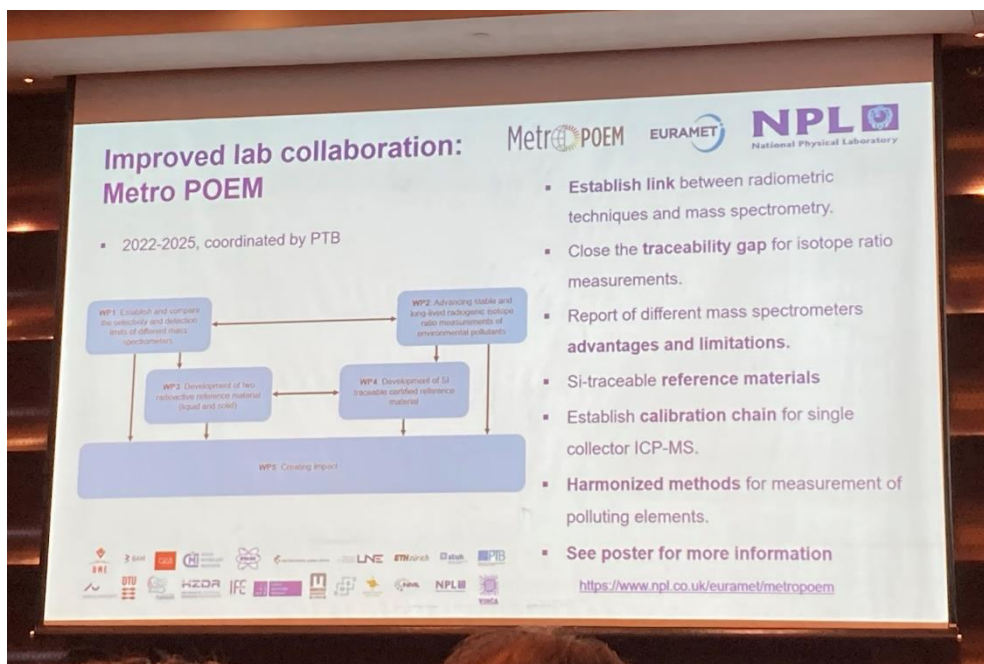 Improved lab collaboration:
Metro POEM
MetroPOEM
EURAMET
NPL
National Physical Laboratory
▪ 2022-2025, coordinated by PTB
WP1: Establish and compare
the selectivity and detection
limits of different mass
spectrometers
WP2: Advancing stable and
long-lived radiogenic isotope
ratio measurements of
environmental pollutants
WP3: Development of two
radioactive reference material
(liquid and solid)
WP4: Development of SI
traceable certified reference
material
WP5: Creating impact
▪ Establish link between radiometric
techniques and mass spectrometry.
▪ Close the traceability gap for isotope ratio
measurements.
▪ Report of different mass spectrometers
advantages and limitations.
▪ Si-traceable reference materials
▪ Establish calibration chain for single
collector ICP-MS.
▪ Harmonized methods for measurement of
polluting elements.
▪ See poster for more information
https://www.npl.co.uk/euramet/metropoem
BAM
LNE
ETH zürich
PTB
DTU
HZDR
IFE
NPL
VINCA